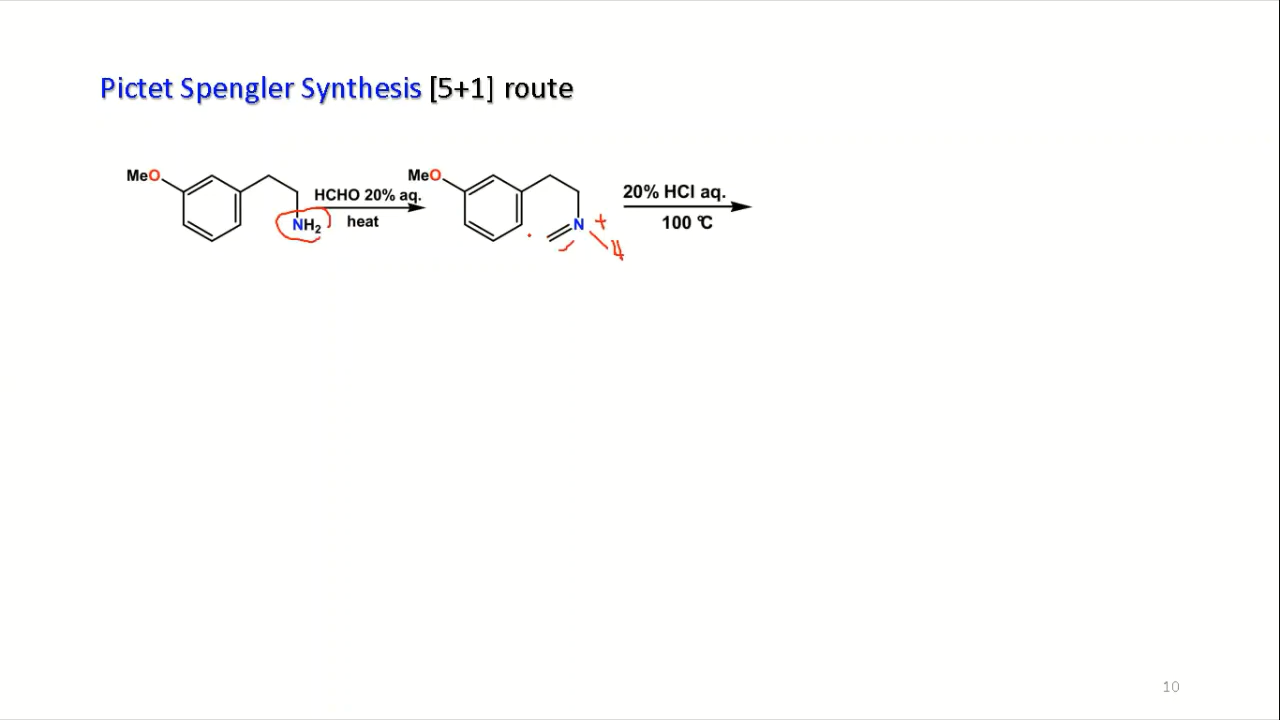 Pictet Spengler Synthesis [5+1] route
MeO
NH2
HCHO 20% aq.
heat
MeO
N
+
H
20% HCl aq.
100 °C
10